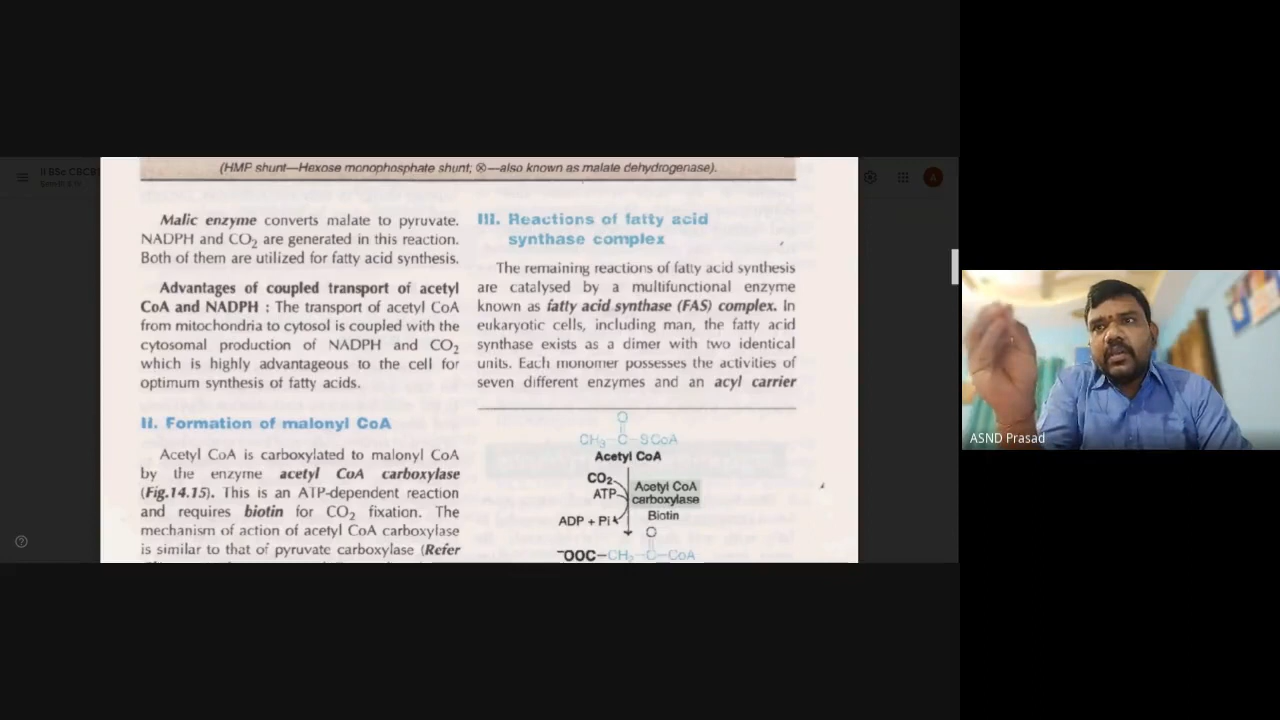 (HMP shunt—Hexose monophosphate shunt; ⊗—also known as malate dehydrogenase).
II BSc CBCB
A
Malic enzyme converts malate to pyruvate.
NADPH and CO2 are generated in this reaction.
Both of them are utilized for fatty acid synthesis.
Advantages of coupled transport of acetyl
CoA and NADPH : The transport of acetyl CoA
from mitochondria to cytosol is coupled with the
cytosomal production of NADPH and CO2
which is highly advantageous to the cell for
optimum synthesis of fatty acids.
II. Formation of malonyl CoA
Acetyl CoA is carboxylated to malonyl CoA
by the enzyme acetyl CoA carboxylase
(Fig.14.15). This is an ATP-dependent reaction
and requires biotin for CO2 fixation. The
mechanism of action of acetyl CoA carboxylase
is similar to that of pyruvate carboxylase (Refer
III. Reactions of fatty acid
synthase complex
The remaining reactions of fatty acid synthesis
are catalysed by a multifunctional enzyme
known as fatty acid synthase (FAS) complex. In
eukaryotic cells, including man, the fatty acid
synthase exists as a dimer with two identical
units. Each monomer possesses the activities of
seven different enzymes and an acyl carrier
O
CH3–C–SCoA
Acetyl CoA
CO2
ATP
Acetyl CoA
carboxylase
ADP + Pi
Biotin
O
⁻OOC–CH2–C–CoA
ASND Prasad